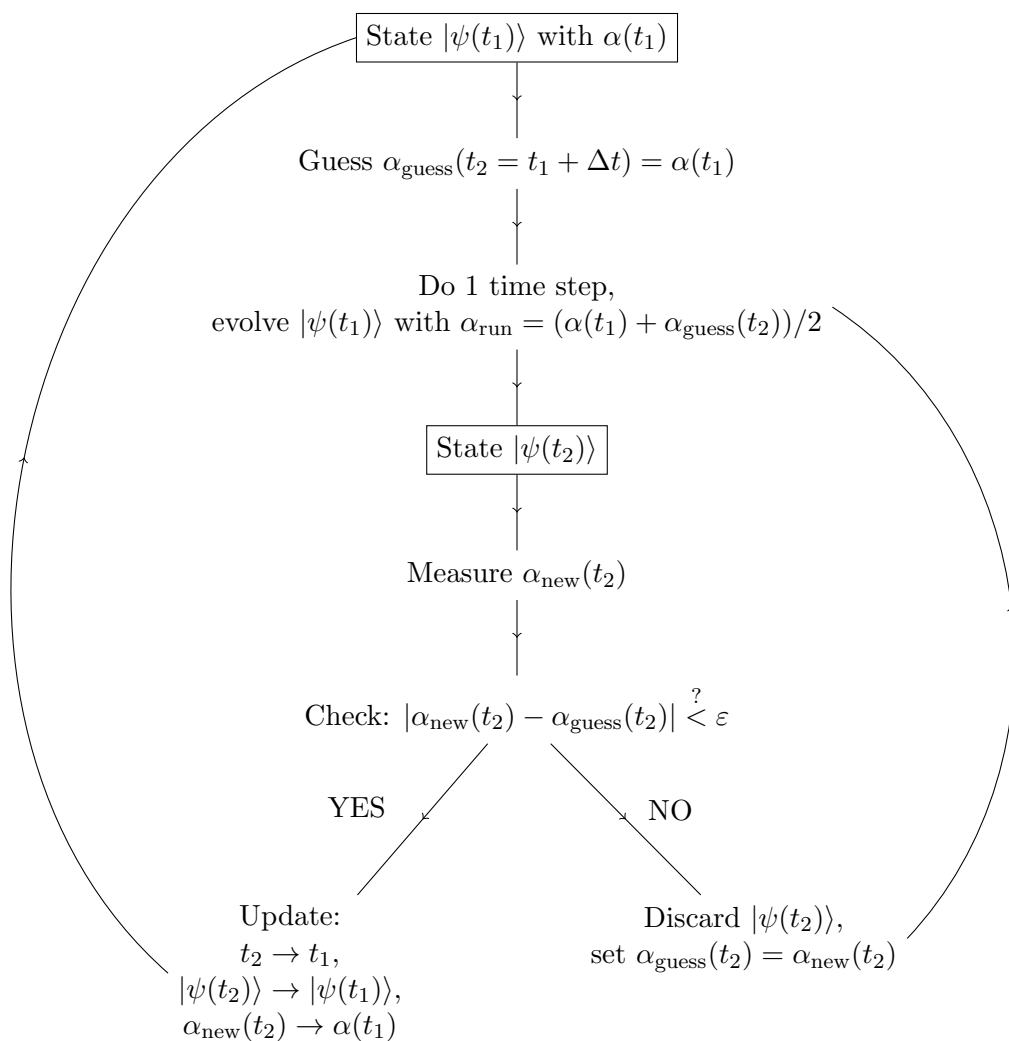 State |ψ(t₁)⟩ with α(t₁)
Guess α_guess(t₂ = t₁ + Δt) = α(t₁)
Do 1 time step,
evolve |ψ(t₁)⟩ with α_run = (α(t₁) + α_guess(t₂))/2
State |ψ(t₂)⟩
Measure α_new(t₂)
Check: |α_new(t₂) − α_guess(t₂)| <^? ε
YES
NO
Update:
t₂ → t₁,
|ψ(t₂)⟩ → |ψ(t₁)⟩,
α_new(t₂) → α(t₁)
Discard |ψ(t₂)⟩,
set α_guess(t₂) = α_new(t₂)